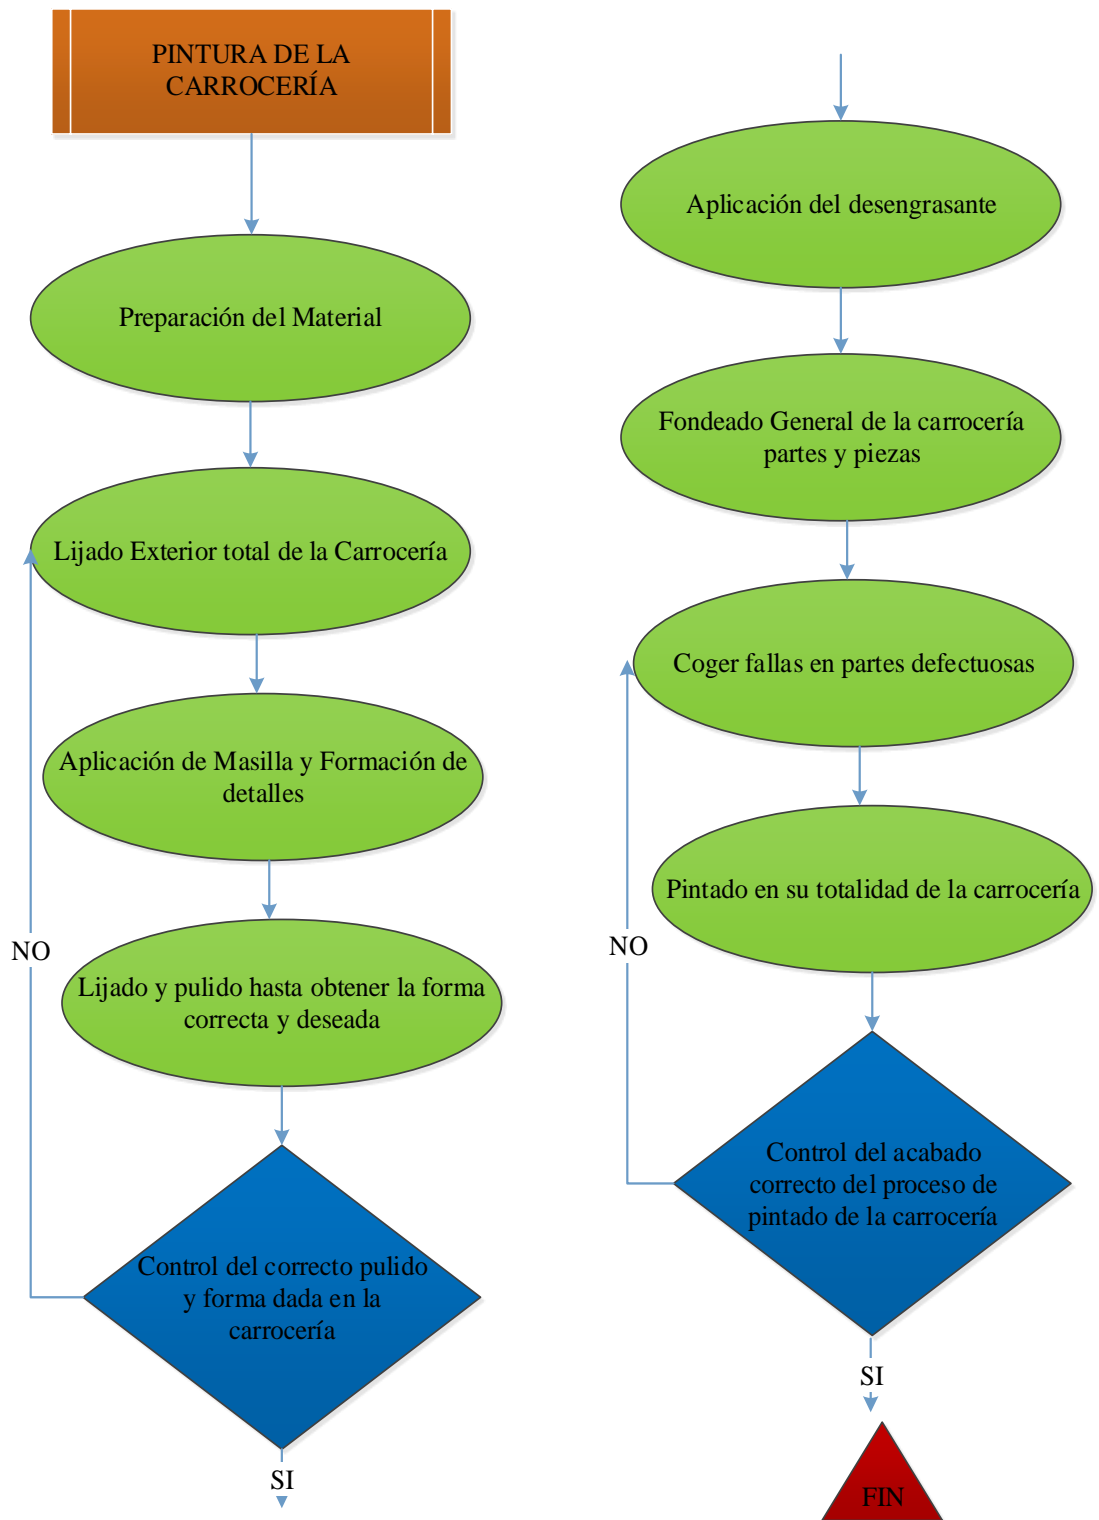 PINTURA DE LA
CARROCERÍA
Preparación del Material
Lijado Exterior total de la Carrocería
Aplicación de Masilla y Formación de
detalles
Lijado y pulido hasta obtener la forma
correcta y deseada
NO
Control del correcto pulido
y forma dada en la
carrocería
SI
Aplicación del desengrasante
Fondeado General de la carrocería
partes y piezas
Coger fallas en partes defectuosas
Pintado en su totalidad de la carrocería
NO
Control del acabado
correcto del proceso de
pintado de la carrocería
SI
FIN